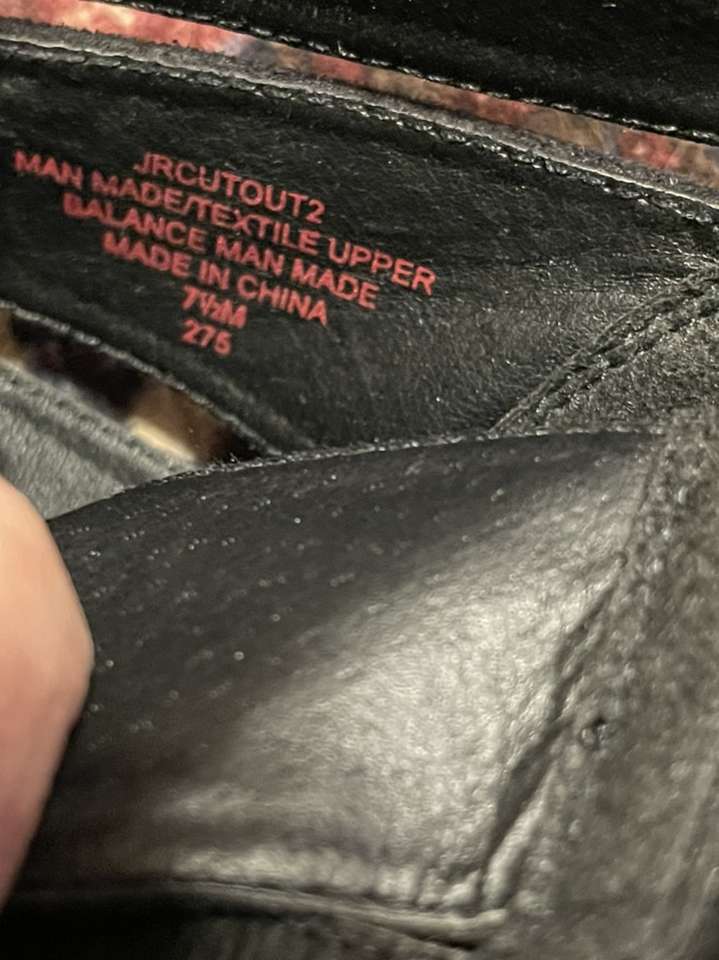 JRCUTOUT2
MAN MADE/TEXTILE UPPER
BALANCE MAN MADE
MADE IN CHINA
7½M
275